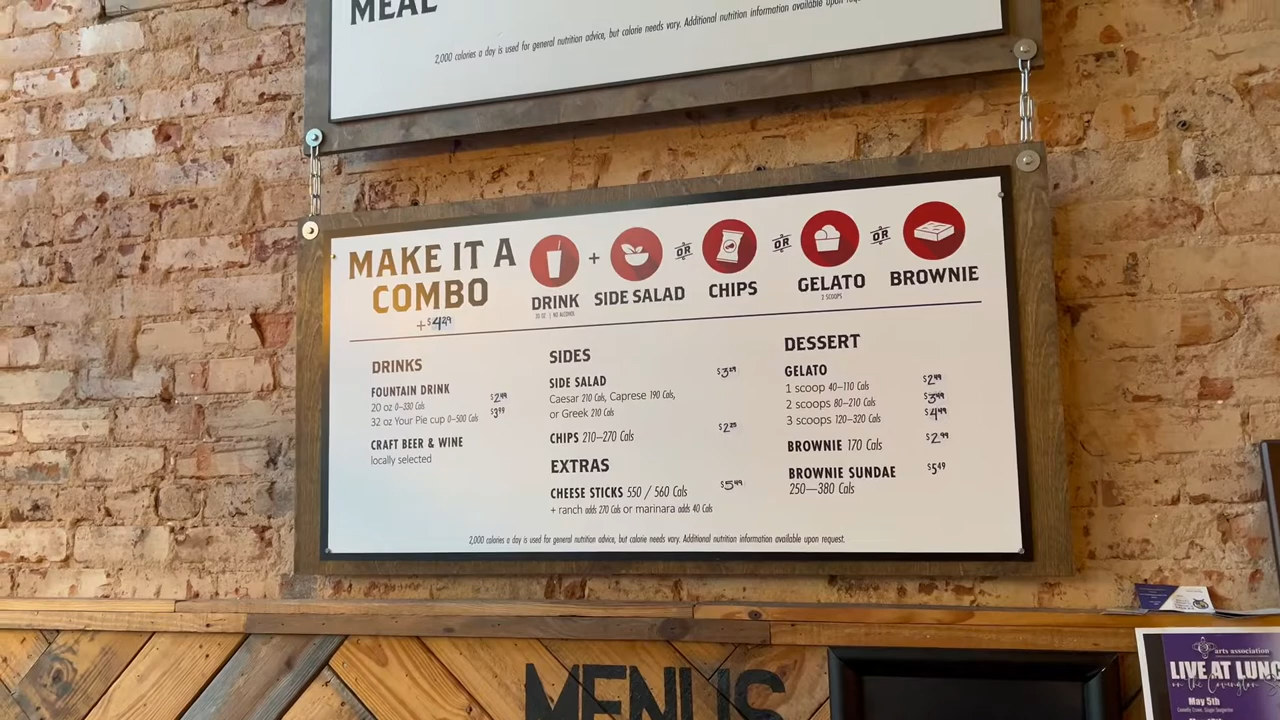 MEAL
2,000 calories a day is used for general nutrition advice, but calorie needs vary. Additional nutrition information available upon request.
MAKE IT A
COMBO
+$4.29
DRINK
20 OZ | NO ALCOHOL
+
SIDE SALAD
OR
CHIPS
OR
GELATO
2 SCOOPS
OR
BROWNIE
DRINKS
FOUNTAIN DRINK
20 oz 0–330 Cals $2.49
32 oz Your Pie cup 0–500 Cals $3.99
CRAFT BEER & WINE
locally selected
SIDES
SIDE SALAD $3.29
Caesar 210 Cals, Caprese 190 Cals,
or Greek 210 Cals
CHIPS 210–270 Cals $2.25
EXTRAS
CHEESE STICKS 550 / 560 Cals $5.49
+ ranch adds 270 Cals or marinara adds 40 Cals
DESSERT
GELATO
1 scoop 40–110 Cals $2.49
2 scoops 80–210 Cals $3.49
3 scoops 120–320 Cals $4.49
BROWNIE 170 Cals $2.99
BROWNIE SUNDAE $5.49
250–380 Cals
2,000 calories a day is used for general nutrition advice, but calorie needs vary. Additional nutrition information available upon request.
MENUS
arts association
LIVE AT LUNC
on the Covington
May 5th